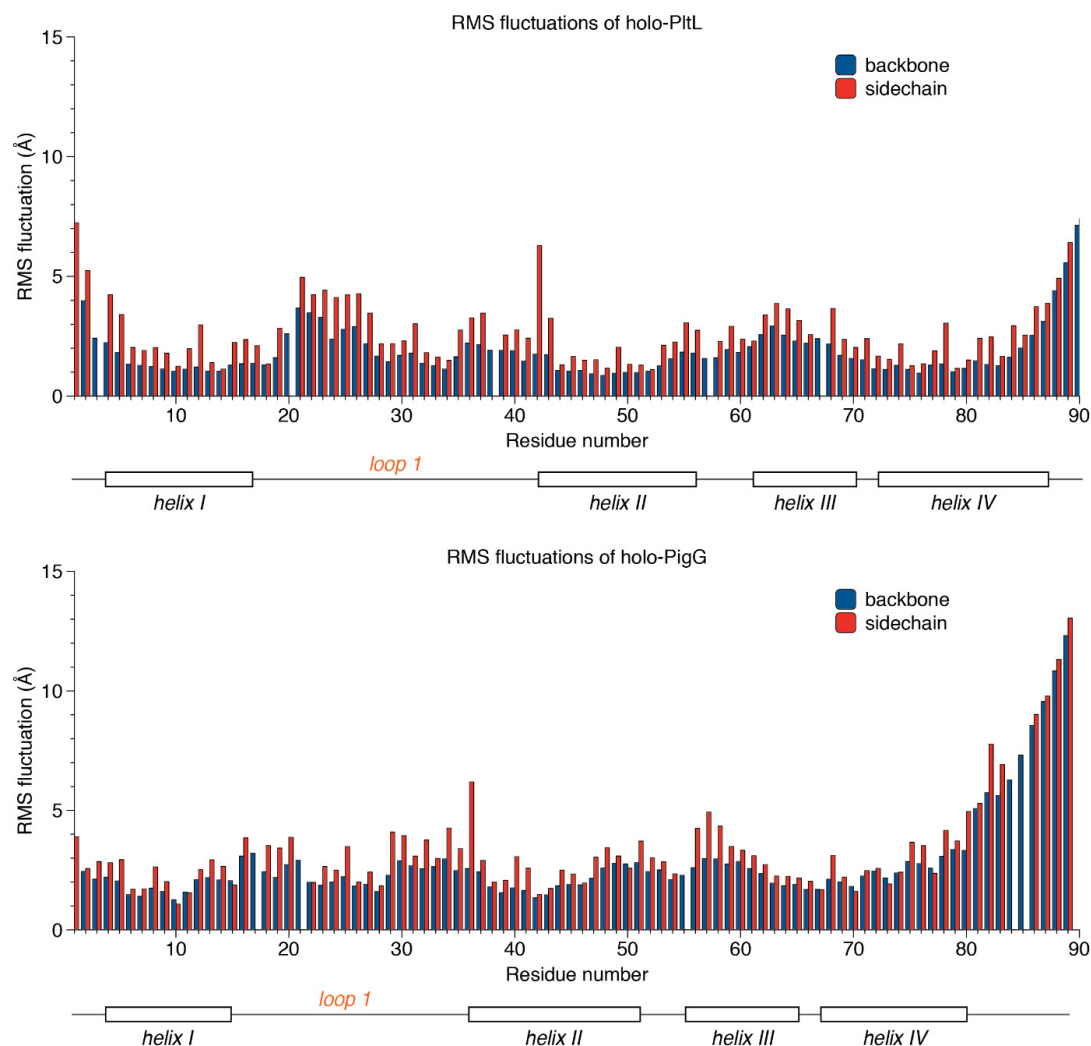 RMS fluctuations of holo-PltL
15
backbone
sidechain
10
RMS fluctuation (Å)
5
0
10 20 30 40 50 60 70 80 90
Residue number
loop 1
helix I helix II helix III helix IV
RMS fluctuations of holo-PigG
15
backbone
sidechain
10
RMS fluctuation (Å)
5
0
10 20 30 40 50 60 70 80 90
Residue number
loop 1
helix I helix II helix III helix IV